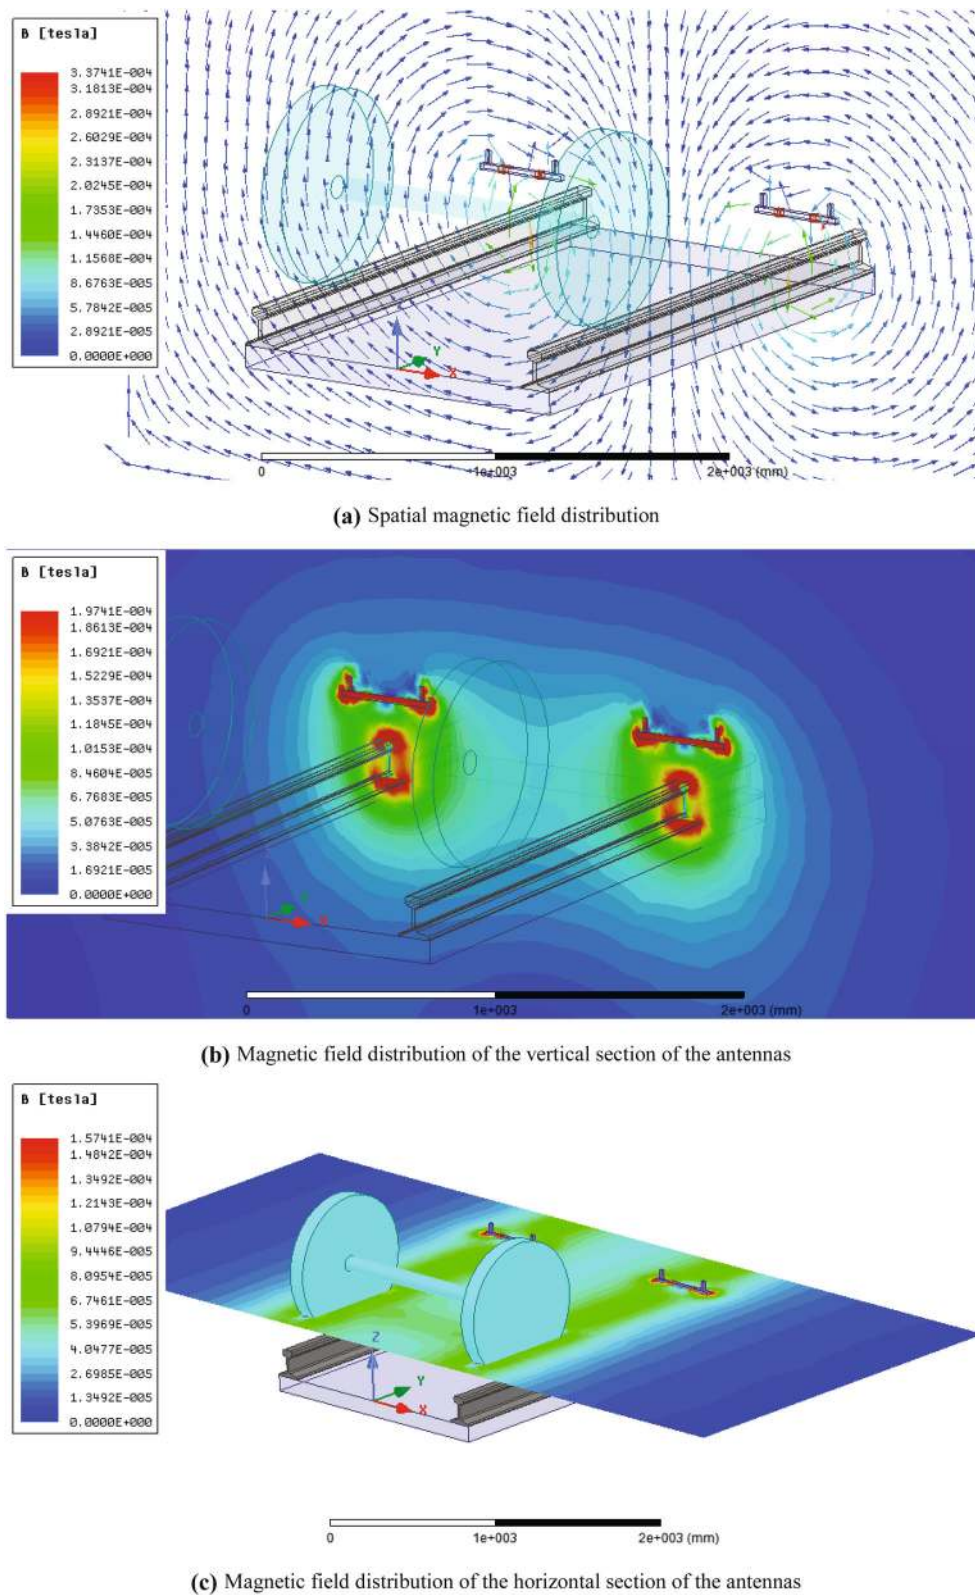 B [tesla]
3.3741E-004
3.1813E-004
2.8921E-004
2.6029E-004
2.3137E-004
2.0245E-004
1.7353E-004
1.4460E-004
1.1568E-004
8.6763E-005
5.7842E-005
2.8921E-005
0.0000E+000
Y
X
0 1e+003 2e+003 (mm)
(a) Spatial magnetic field distribution
B [tesla]
1.9741E-004
1.8613E-004
1.6921E-004
1.5229E-004
1.3537E-004
1.1845E-004
1.0153E-004
8.4604E-005
6.7683E-005
5.0763E-005
3.3842E-005
1.6921E-005
0.0000E+000
0 1e+003 2e+003 (mm)
(b) Magnetic field distribution of the vertical section of the antennas
B [tesla]
1.5741E-004
1.4842E-004
1.3492E-004
1.2143E-004
1.0794E-004
9.4446E-005
8.0954E-005
6.7461E-005
5.3969E-005
4.0477E-005
2.6985E-005
1.3492E-005
0.0000E+000
Z
Y
X
0 1e+003 2e+003 (mm)
(c) Magnetic field distribution of the horizontal section of the antennas